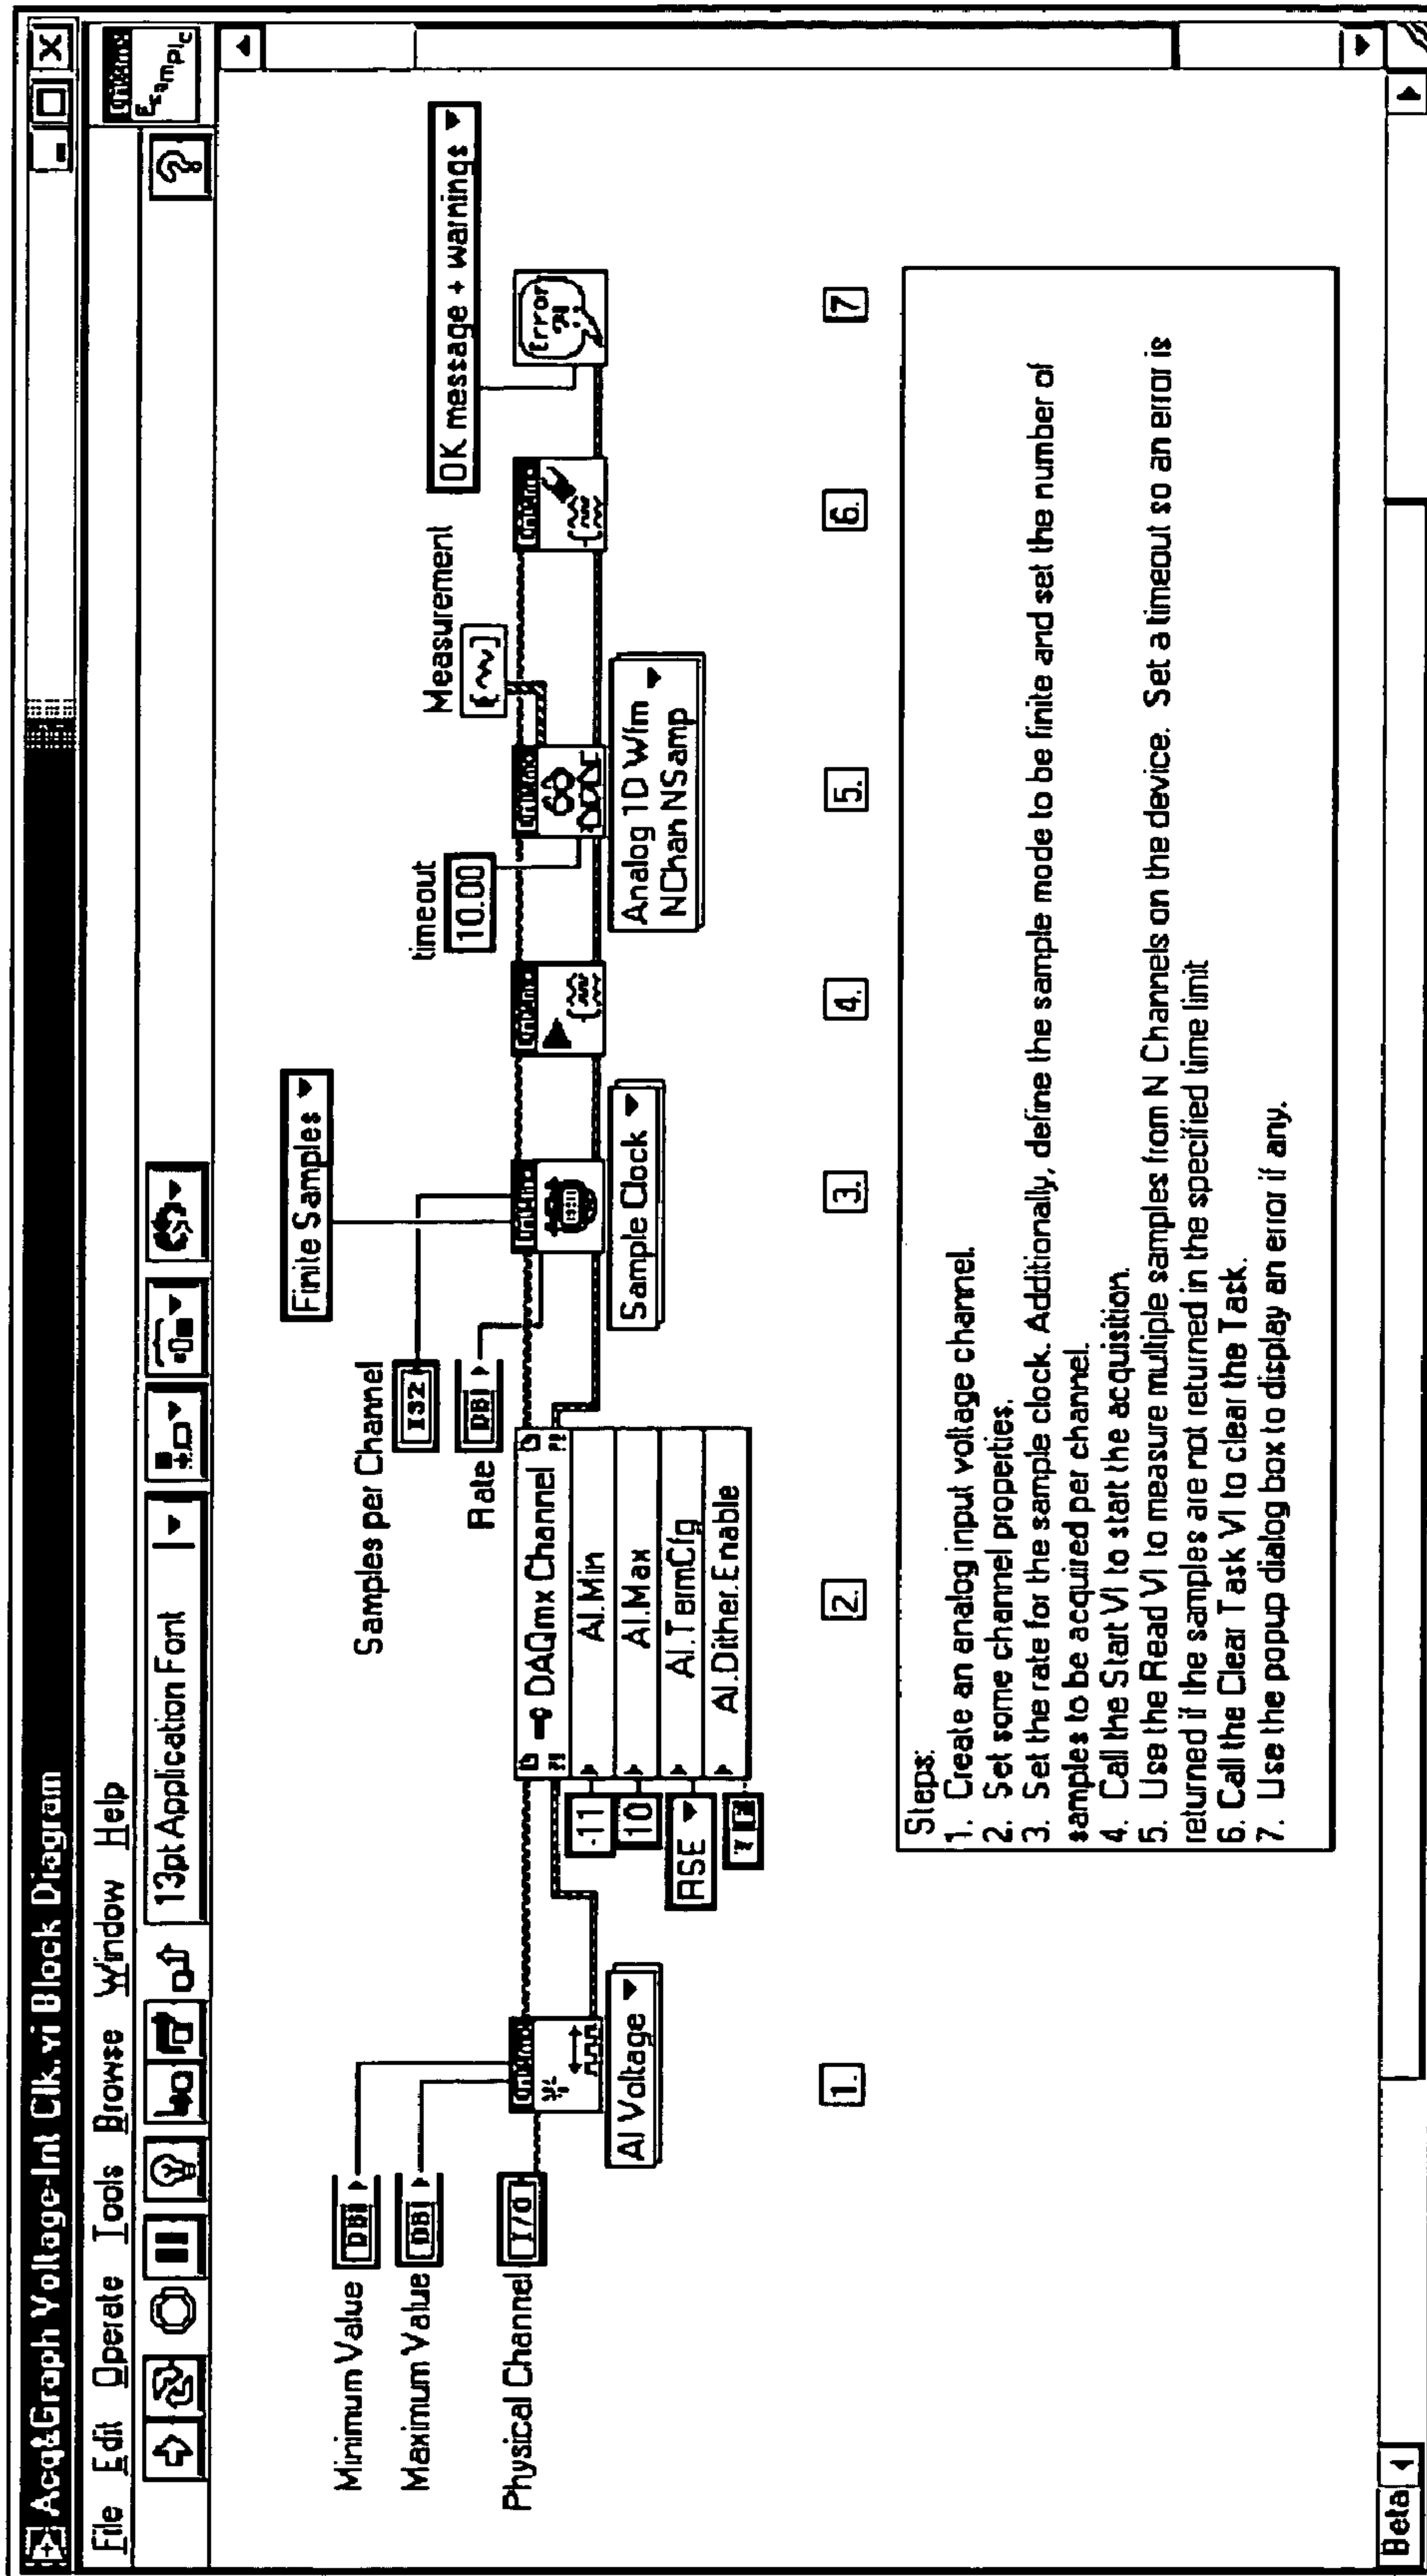 Acq&Graph Voltage-Int Clk.vi Block Diagram
File Edit Operate Tools Browse Window Help
13pt Application Font
Example
Finite Samples
Samples per Channel
I32
Rate
DBl
Minimum Value
DBl
Maximum Value
DBl
Physical Channel
I/O
AI Voltage
DAQmx Channel
AI.Min
AI.Max
AI.TermCfg
AI.Dither.Enable
-11
10
RSE
Sample Clock
timeout
10.00
Analog 1D Wfm
NChan NSamp
Measurement
OK message + warnings
Error
?!
1.
2.
3.
4.
5.
6.
7
Steps:
1. Create an analog input voltage channel.
2. Set some channel properties.
3. Set the rate for the sample clock. Additionally, define the sample mode to be finite and set the number of
samples to be acquired per channel.
4. Call the Start VI to start the acquisition.
5. Use the Read VI to measure multiple samples from N Channels on the device. Set a timeout so an error is
returned if the samples are not returned in the specified time limit
6. Call the Clear Task VI to clear the Task.
7. Use the popup dialog box to display an error if any.
Beta